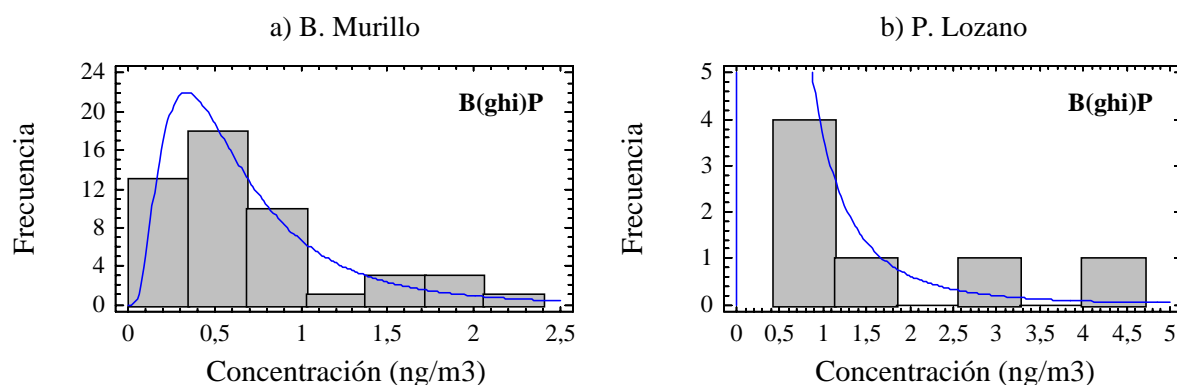 a) B. Murillo
B(ghi)P
Frecuencia
24
20
16
12
8
4
0
0 0,5 1 1,5 2 2,5
Concentración (ng/m3)
b) P. Lozano
B(ghi)P
Frecuencia
5
4
3
2
1
0
0 0,5 1 1,5 2 2,5 3 3,5 4 4,5 5
Concentración (ng/m3)